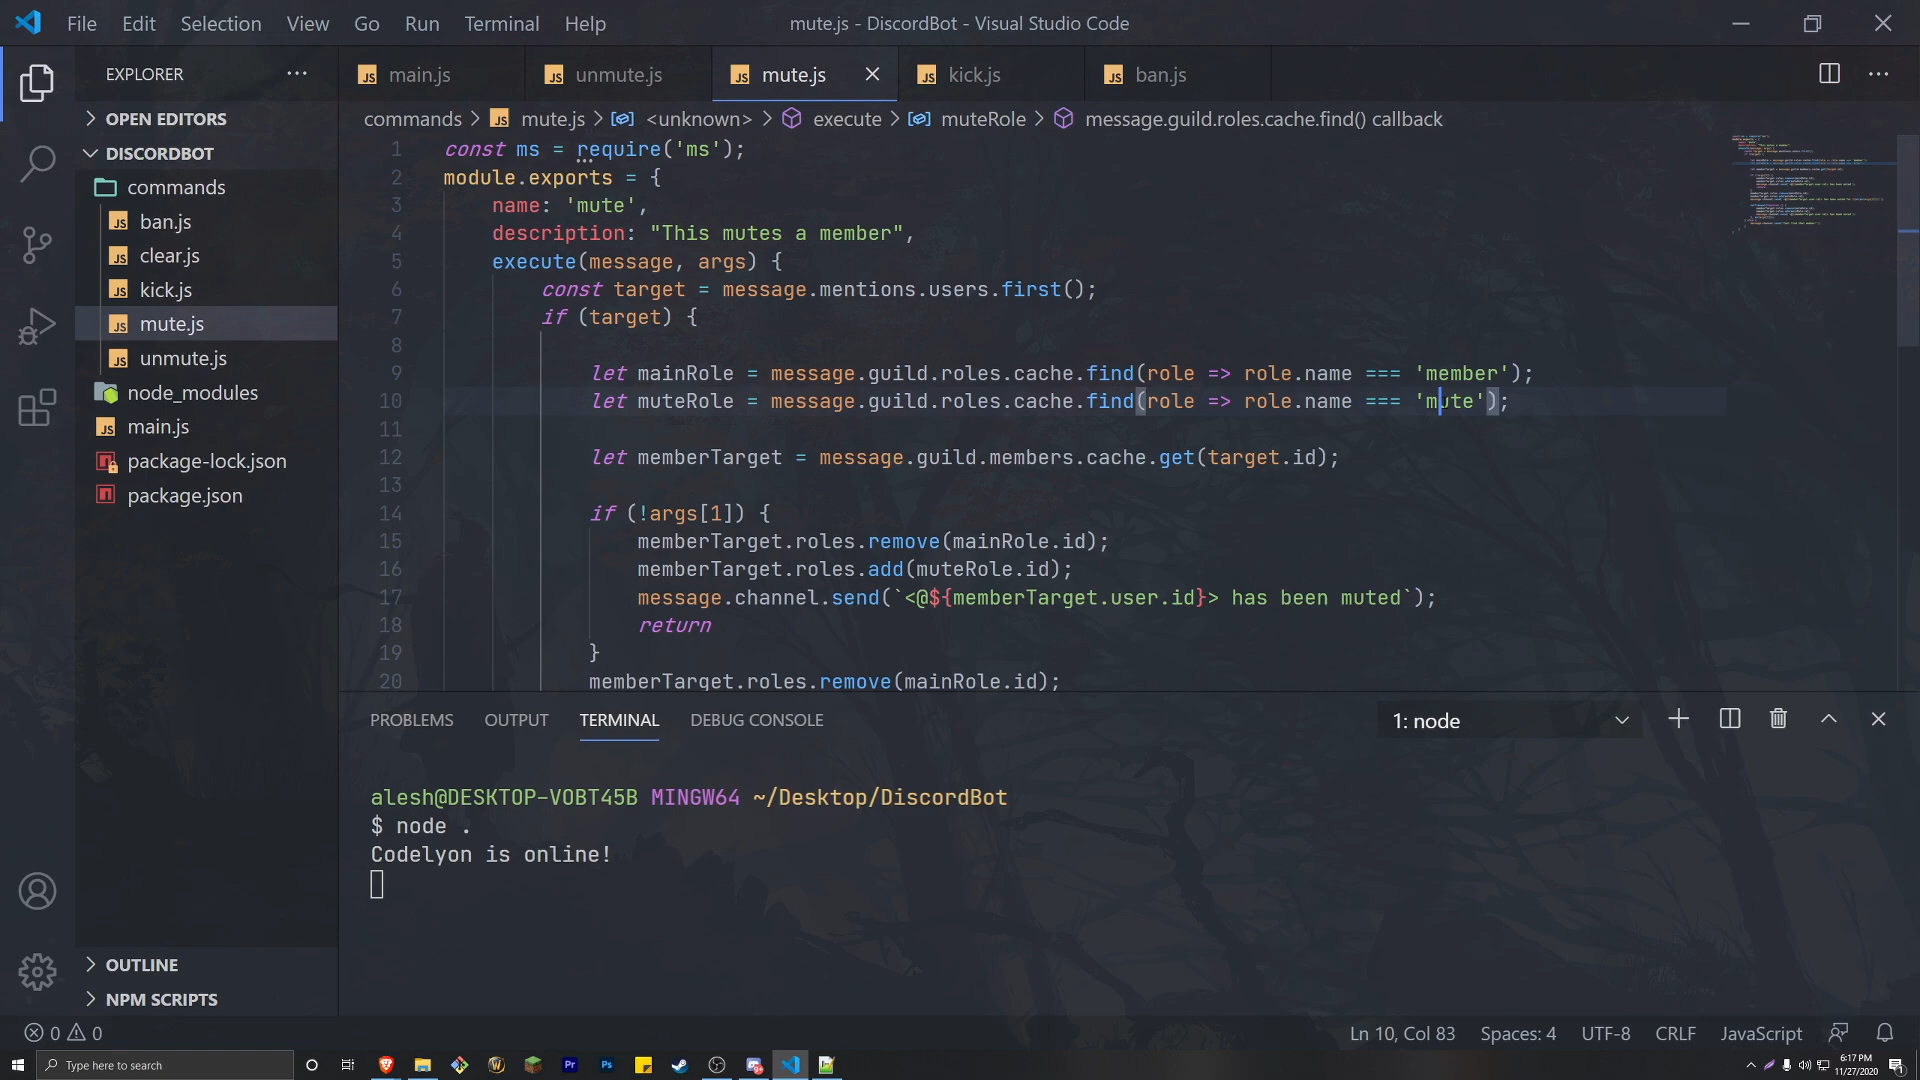 File Edit Selection View Go Run Terminal Help
mute.js - DiscordBot - Visual Studio Code
EXPLORER
OPEN EDITORS
DISCORDBOT
commands
ban.js
clear.js
kick.js
mute.js
unmute.js
node_modules
main.js
package-lock.json
package.json
OUTLINE
NPM SCRIPTS
main.js unmute.js mute.js kick.js ban.js
commands > mute.js > <unknown> > execute > muteRole > message.guild.roles.cache.find() callback
1 const ms = require('ms');
2 module.exports = {
3 name: 'mute',
4 description: "This mutes a member",
5 execute(message, args) {
6 const target = message.mentions.users.first();
7 if (target) {
8
9 let mainRole = message.guild.roles.cache.find(role => role.name === 'member');
10 let muteRole = message.guild.roles.cache.find(role => role.name === 'mute');
11
12 let memberTarget = message.guild.members.cache.get(target.id);
13
14 if (!args[1]) {
15 memberTarget.roles.remove(mainRole.id);
16 memberTarget.roles.add(muteRole.id);
17 message.channel.send(`<@${memberTarget.user.id}> has been muted`);
18 return
19 }
20 memberTarget.roles.remove(mainRole.id);
PROBLEMS OUTPUT TERMINAL DEBUG CONSOLE
1: node
alesh@DESKTOP-VOBT45B MINGW64 ~/Desktop/DiscordBot
$ node .
Codelyon is online!
0 0
Ln 10, Col 83 Spaces: 4 UTF-8 CRLF JavaScript
Type here to search
6:17 PM
11/27/2020